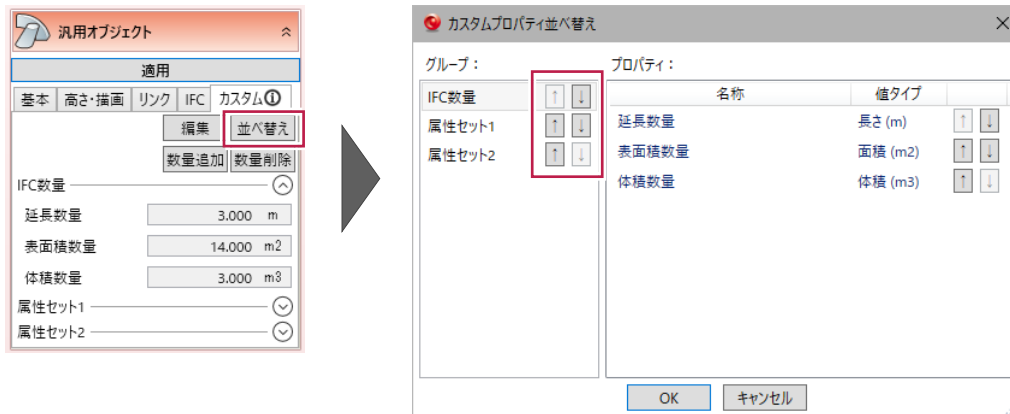 汎用オブジェクト
適用
基本 高さ・描画 リンク IFC カスタム
編集 並べ替え
数量追加 数量削除
IFC数量
延長数量 3.000 m
表面積数量 14.000 m2
体積数量 3.000 m3
属性セット1
属性セット2
カスタムプロパティ並べ替え
グループ： プロパティ：
IFC数量 ↑ ↓
属性セット1 ↑ ↓
属性セット2 ↑ ↓
名称 値タイプ
延長数量 長さ (m) ↑ ↓
表面積数量 面積 (m2) ↑ ↓
体積数量 体積 (m3) ↑ ↓
OK キャンセル